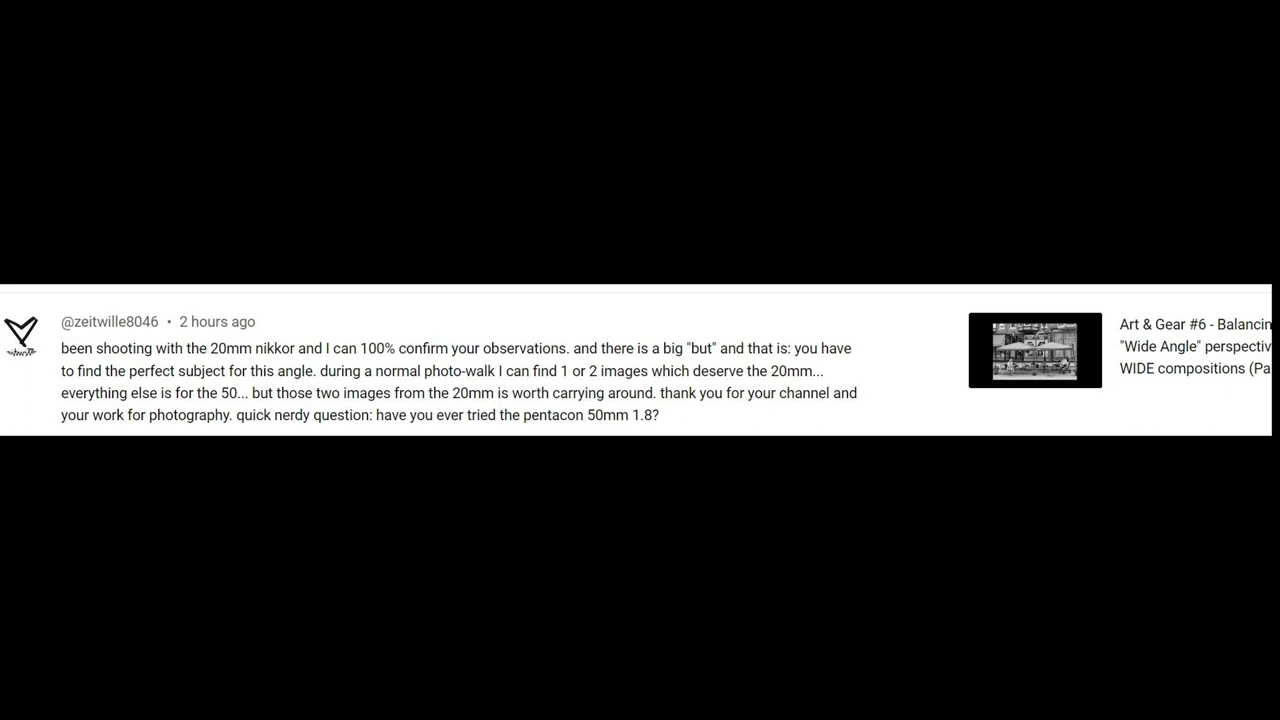 @zeitwille8046 • 2 hours ago
been shooting with the 20mm nikkor and I can 100% confirm your observations. and there is a big "but" and that is: you have
to find the perfect subject for this angle. during a normal photo-walk I can find 1 or 2 images which deserve the 20mm...
everything else is for the 50... but those two images from the 20mm is worth carrying around. thank you for your channel and
your work for photography. quick nerdy question: have you ever tried the pentacon 50mm 1.8?
Art & Gear #6 - Balancin
"Wide Angle" perspectiv
WIDE compositions (Pa